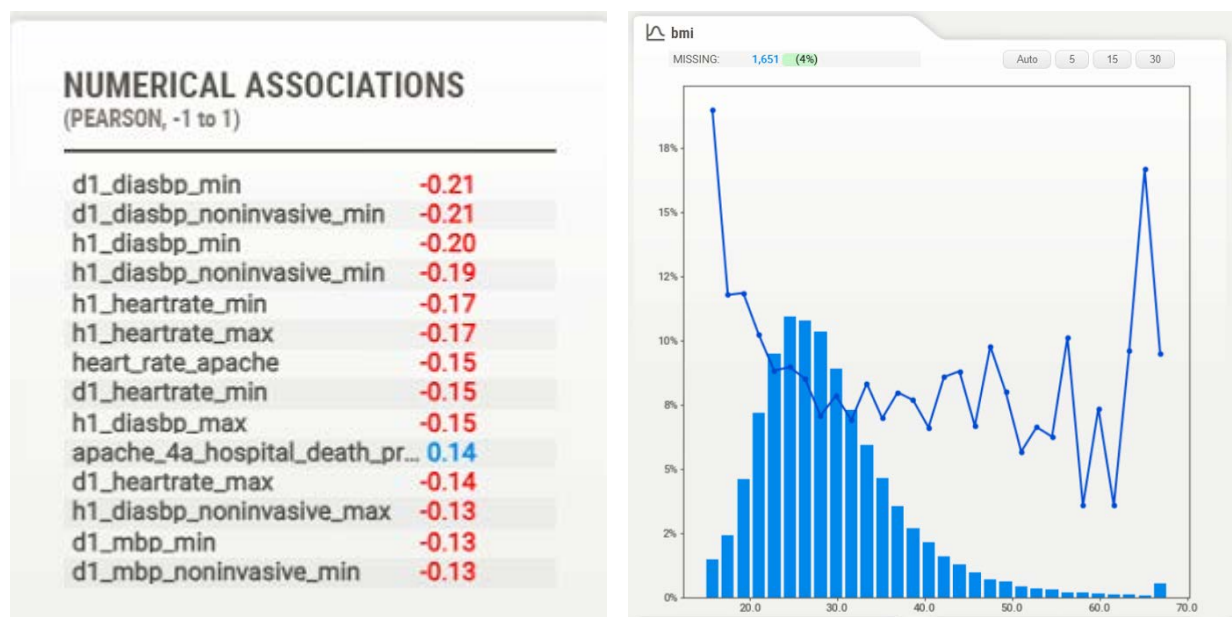 NUMERICAL ASSOCIATIONS
(PEARSON, -1 to 1)
d1_diasbp_min -0.21
d1_diasbp_noninvasive_min -0.21
h1_diasbp_min -0.20
h1_diasbp_noninvasive_min -0.19
h1_heartrate_min -0.17
h1_heartrate_max -0.17
heart_rate_apache -0.15
d1_heartrate_min -0.15
h1_diasbp_max -0.15
apache_4a_hospital_death_pr... 0.14
d1_heartrate_max -0.14
h1_diasbp_noninvasive_max -0.13
d1_mbp_min -0.13
d1_mbp_noninvasive_min -0.13
bmi
MISSING: 1,651 (4%)
Auto 5 15 30
18%
15%
12%
10%
8%
5%
2%
0%
20.0 30.0 40.0 50.0 60.0 70.0